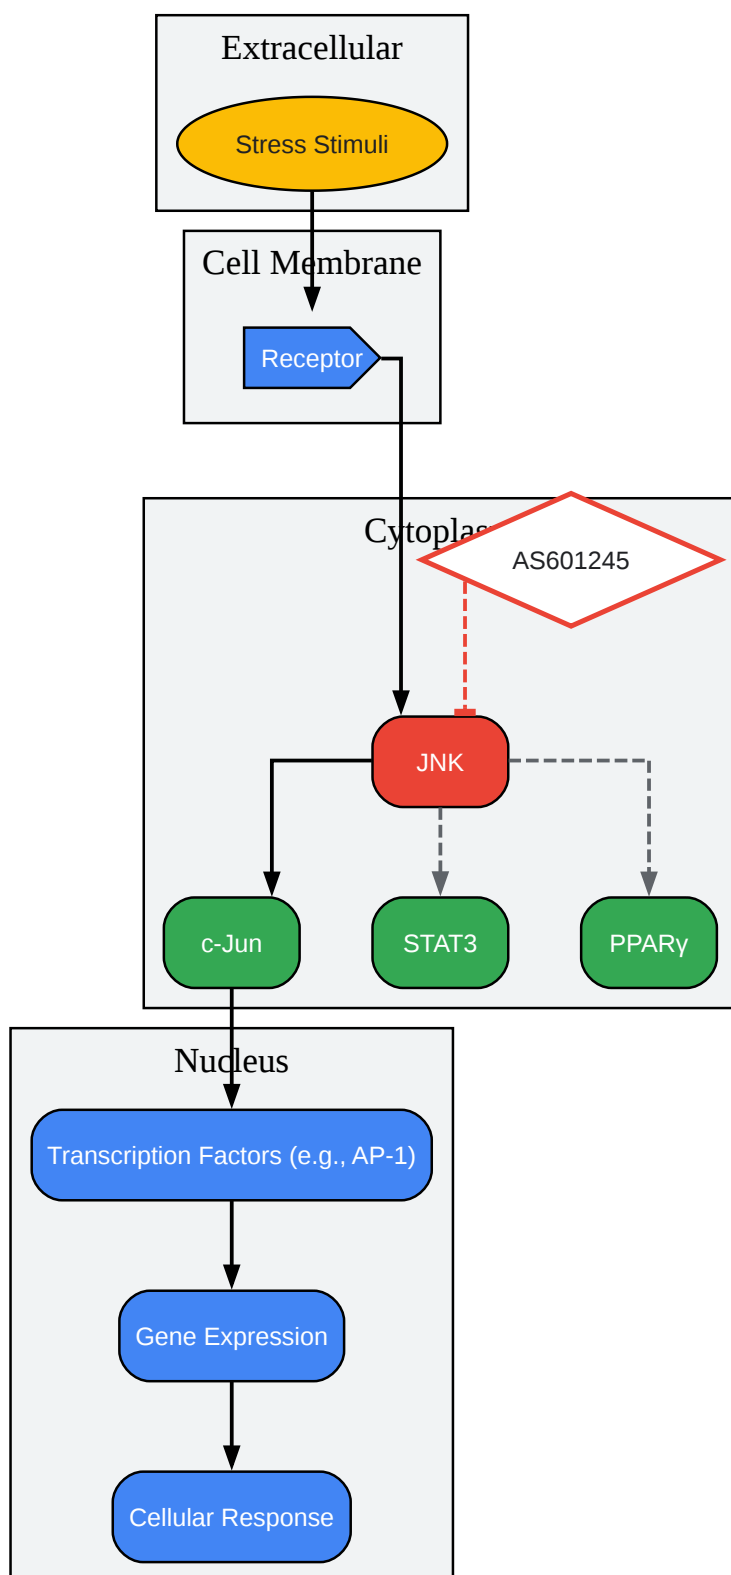 Extracellular
Stress Stimuli
Cell Membrane
Receptor
Cytoplas
AS601245
JNK
c-Jun
STAT3
PPARγ
Nucleus
Transcription Factors (e.g., AP-1)
Gene Expression
Cellular Response